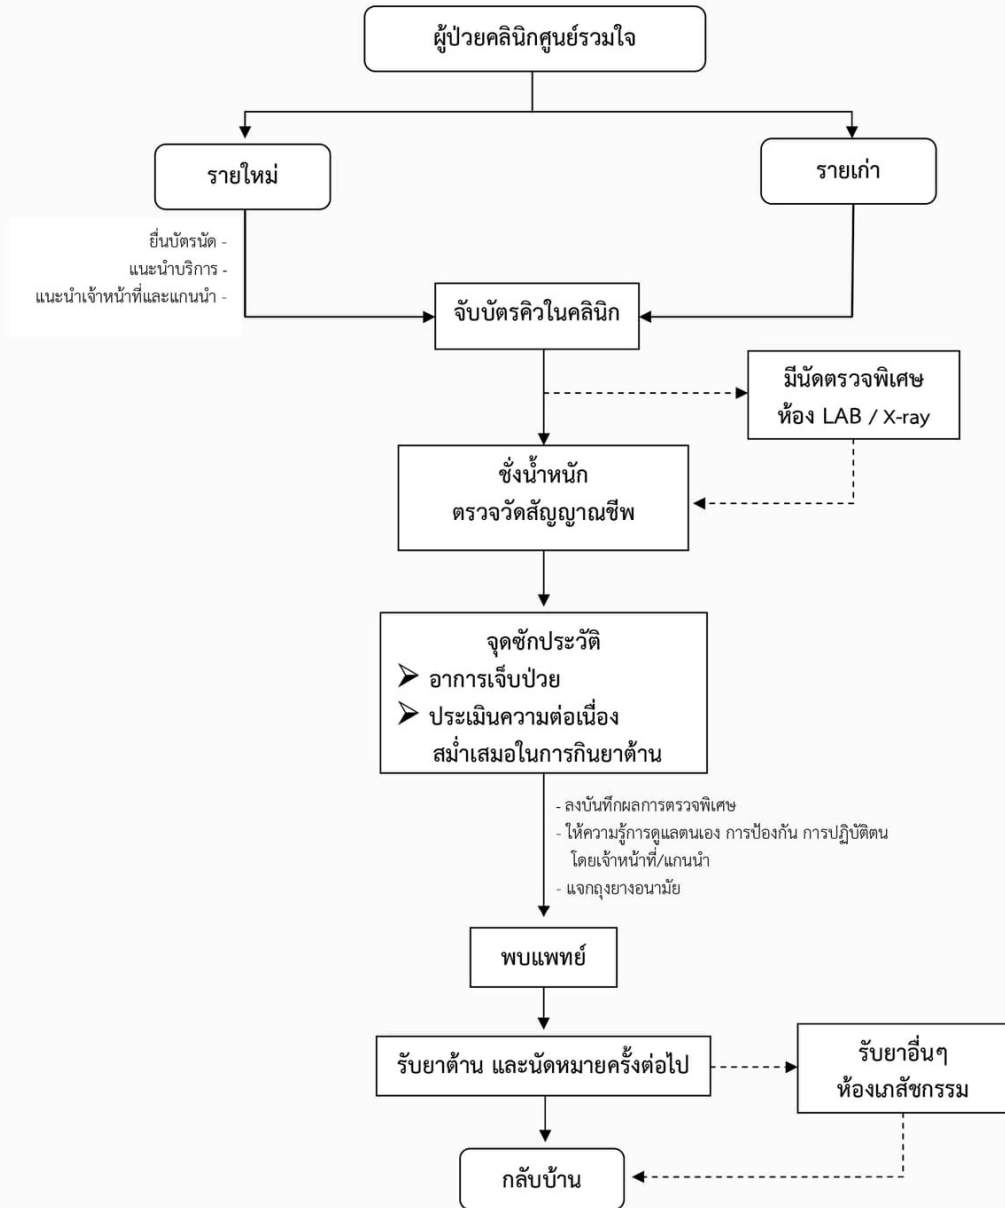 ผู้ป่วยคลินิกศูนย์รวมใจ
รายใหม่
รายเก่า
ยื่นบัตรนัด -
แนะนำบริการ -
แนะนำเจ้าหน้าที่และแกนนำ -
จับบัตรคิวในคลินิก
มีนัดตรวจพิเศษ
ห้อง LAB / X-ray
ชั่งน้ำหนัก
ตรวจวัดสัญญาณชีพ
จุดซักประวัติ
➢ อาการเจ็บป่วย
➢ ประเมินความต่อเนื่อง
สม่ำเสมอในการกินยาต้าน
- ลงบันทึกผลการตรวจพิเศษ
- ให้ความรู้การดูแลตนเอง การป้องกัน การปฏิบัติตน
โดยเจ้าหน้าที่/แกนนำ
- แจกถุงยางอนามัย
พบแพทย์
รับยาต้าน และนัดหมายครั้งต่อไป
รับยาอื่นๆ
ห้องเภสัชกรรม
กลับบ้าน